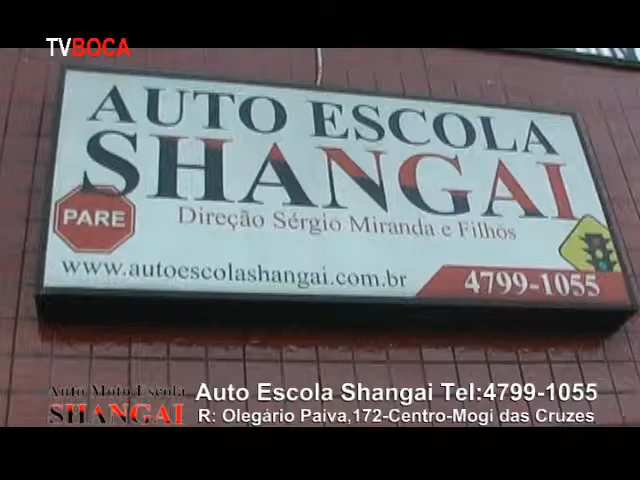 TVBOCA
AUTO ESCOLA
SHANGAI
PARE
Direção Sérgio Miranda e Filhos
www.autoescolashangai.com.br
4799-1055
Auto Moto Escola
SHANGAI
Auto Escola Shangai Tel:4799-1055
R: Olegário Paiva,172-Centro-Mogi das Cruzes